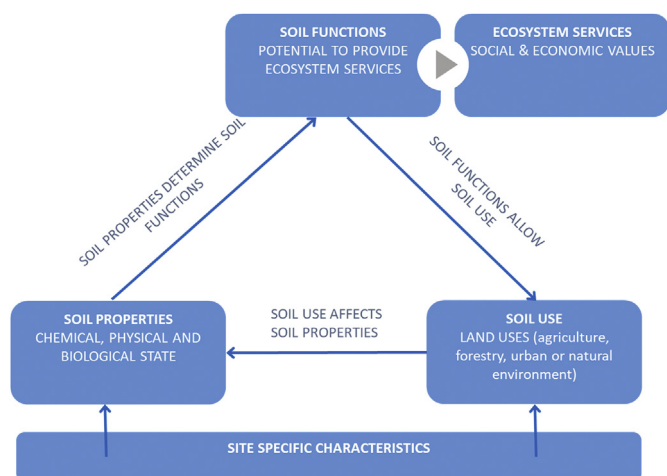 SOIL FUNCTIONS
POTENTIAL TO PROVIDE
ECOSYSTEM SERVICES
ECOSYSTEM SERVICES
SOCIAL & ECONOMIC VALUES
SOIL PROPERTIES DETERMINE SOIL
FUNCTIONS
SOIL FUNCTIONS ALLOW
SOIL USE
SOIL PROPERTIES
CHEMICAL, PHYSICAL AND
BIOLOGICAL STATE
SOIL USE AFFECTS
SOIL PROPERTIES
SOIL USE
LAND USES (agriculture,
forestry, urban or natural
environment)
SITE SPECIFIC CHARACTERISTICS